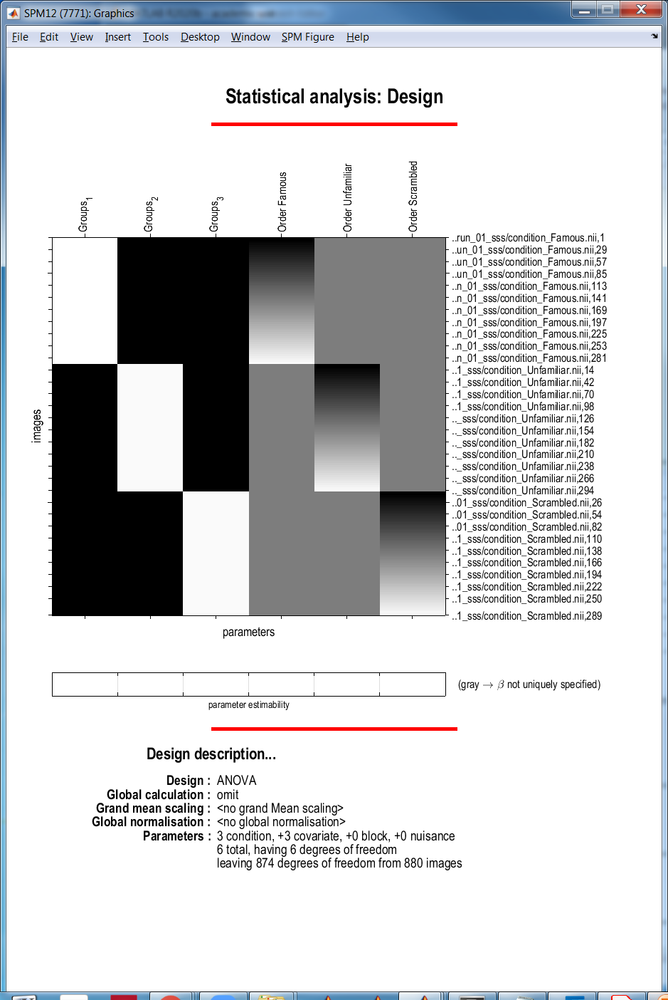 SPM12 (7771): Graphics
File Edit View Insert Tools Desktop Window SPM Figure Help
Statistical analysis: Design
Groups1
Groups2
Groups3
Order Famous
Order Unfamiliar
Order Scrambled
..run_01_sss/condition_Famous.nii,1
..un_01_sss/condition_Famous.nii,29
..un_01_sss/condition_Famous.nii,57
..un_01_sss/condition_Famous.nii,85
..n_01_sss/condition_Famous.nii,113
..n_01_sss/condition_Famous.nii,141
..n_01_sss/condition_Famous.nii,169
..n_01_sss/condition_Famous.nii,197
..n_01_sss/condition_Famous.nii,225
..n_01_sss/condition_Famous.nii,253
..n_01_sss/condition_Famous.nii,281
..1_sss/condition_Unfamiliar.nii,14
..1_sss/condition_Unfamiliar.nii,42
..1_sss/condition_Unfamiliar.nii,70
..1_sss/condition_Unfamiliar.nii,98
.._sss/condition_Unfamiliar.nii,126
.._sss/condition_Unfamiliar.nii,154
.._sss/condition_Unfamiliar.nii,182
.._sss/condition_Unfamiliar.nii,210
.._sss/condition_Unfamiliar.nii,238
.._sss/condition_Unfamiliar.nii,266
.._sss/condition_Unfamiliar.nii,294
..01_sss/condition_Scrambled.nii,26
..01_sss/condition_Scrambled.nii,54
..01_sss/condition_Scrambled.nii,82
..1_sss/condition_Scrambled.nii,110
..1_sss/condition_Scrambled.nii,138
..1_sss/condition_Scrambled.nii,166
..1_sss/condition_Scrambled.nii,194
..1_sss/condition_Scrambled.nii,222
..1_sss/condition_Scrambled.nii,250
..1_sss/condition_Scrambled.nii,289
images
parameters
(gray → β not uniquely specified)
parameter estimability
Design description...
Design : ANOVA
Global calculation : omit
Grand mean scaling : <no grand Mean scaling>
Global normalisation : <no global normalisation>
Parameters : 3 condition, +3 covariate, +0 block, +0 nuisance
6 total, having 6 degrees of freedom
leaving 874 degrees of freedom from 880 images